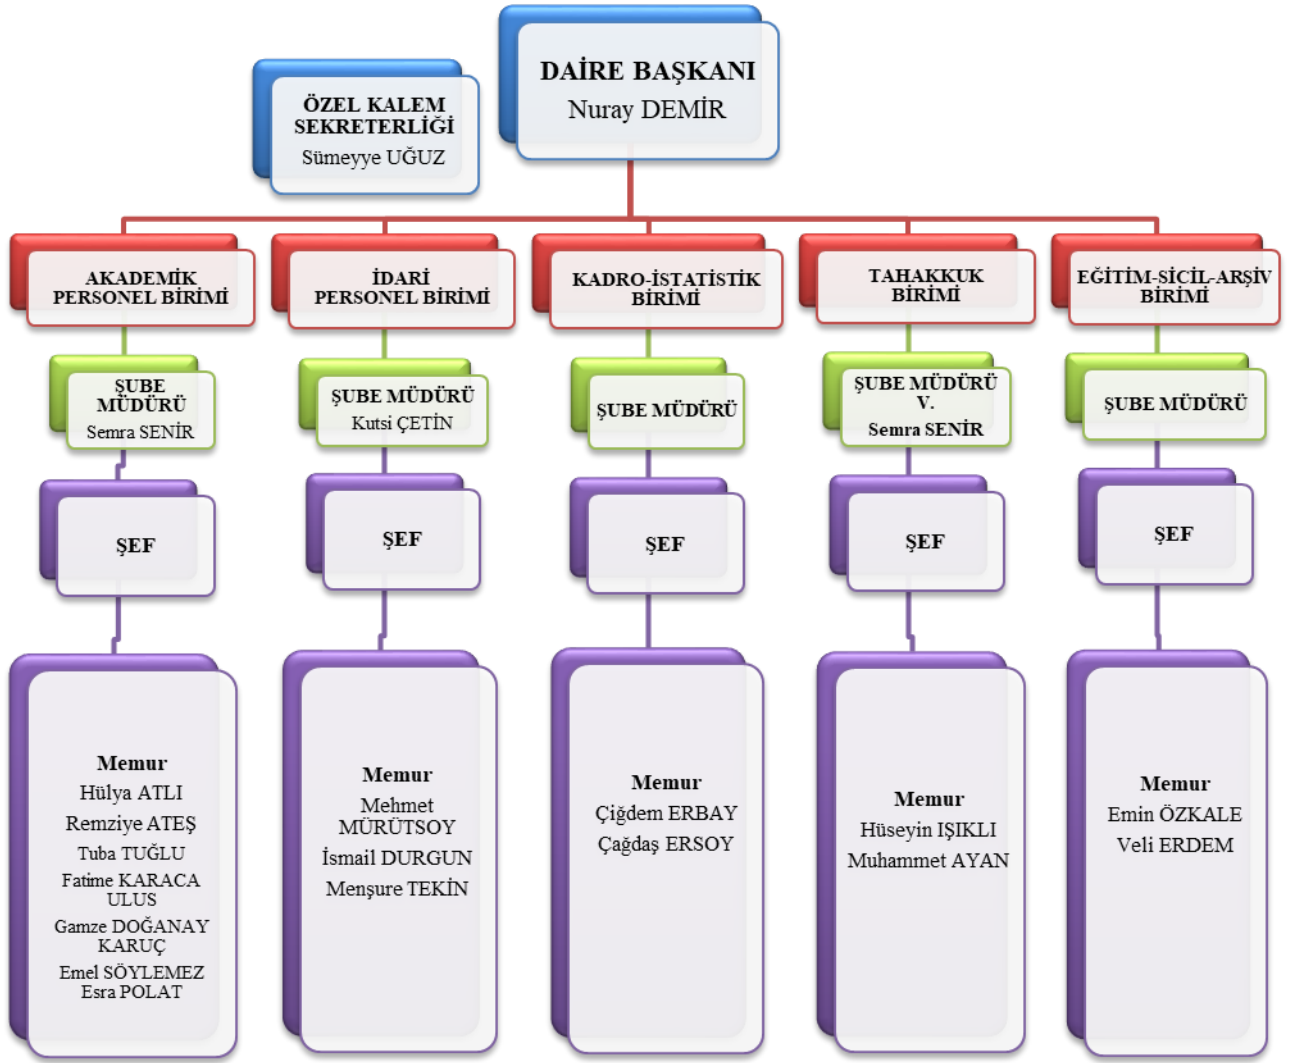 DAİRE BAŞKANI
Nuray DEMİR
ÖZEL KALEM
SEKRETERLİĞİ
Sümeyye UĞUZ
AKADEMİK
PERSONEL BİRİMİ
ŞUBE
MÜDÜRÜ
Semra SENİR
ŞEF
Memur
Hülya ATLI
Remziye ATEŞ
Tuba TUĞLU
Fatime KARACA
ULUS
Gamze DOĞANAY
KARUÇ
Emel SÖYLEMEZ
Esra POLAT
İDARİ
PERSONEL BİRİMİ
ŞUBE MÜDÜRÜ
Kutsi ÇETİN
ŞEF
Memur
Mehmet
MÜRÜTSOY
İsmail DURGUN
Menşure TEKİN
KADRO-İSTATİSTİK
BİRİMİ
ŞUBE MÜDÜRÜ
ŞEF
Memur
Çiğdem ERBAY
Çağdaş ERSOY
TAHAKKUK
BİRİMİ
ŞUBE MÜDÜRÜ
V.
Semra SENİR
ŞEF
Memur
Hüseyin IŞIKLI
Muhammet AYAN
EĞİTİM-SİCİL-ARŞİV
BİRİMİ
ŞUBE MÜDÜRÜ
ŞEF
Memur
Emin ÖZKALE
Veli ERDEM